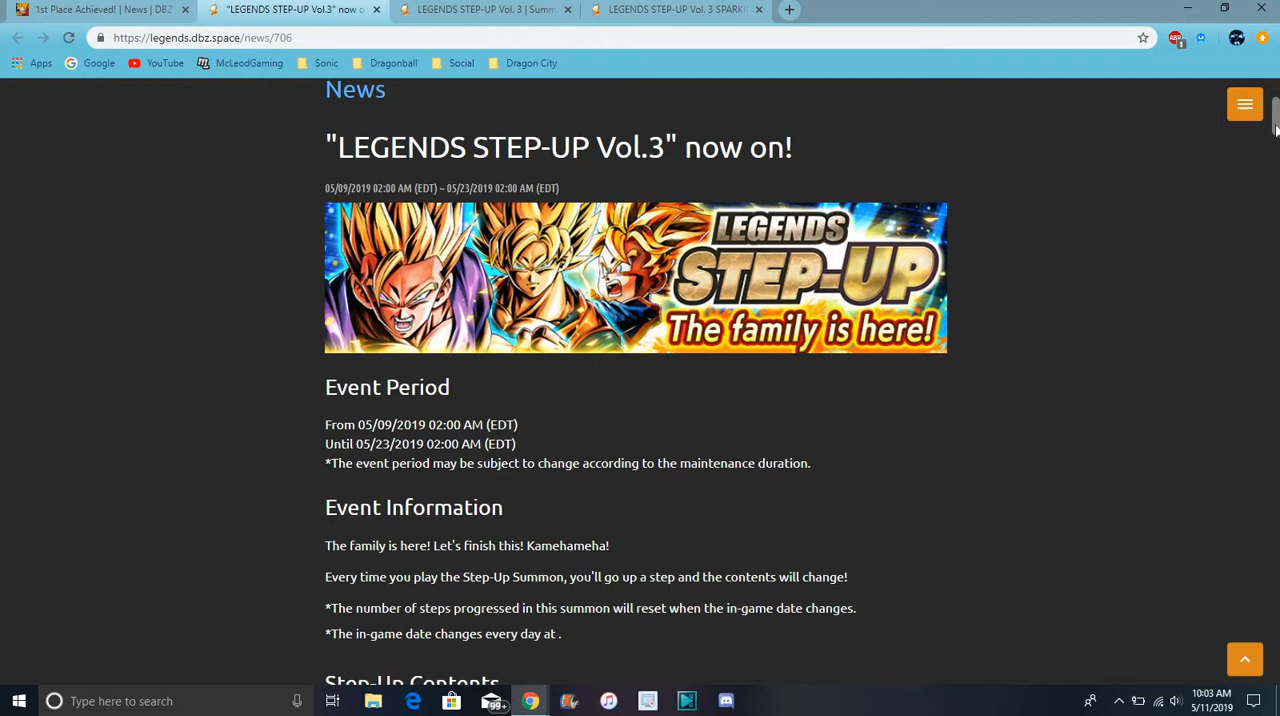 1st Place Achieved! | News | DBZ
"LEGENDS STEP-UP Vol.3" now o
LEGENDS STEP-UP Vol. 3 | Summ
LEGENDS STEP-UP Vol. 3 SPARKI
https://legends.dbz.space/news/706
ABP
1
Apps
Google
YouTube
McLeodGaming
Sonic
Dragonball
Social
Dragon City
News
"LEGENDS STEP-UP Vol.3" now on!
05/09/2019 02:00 AM (EDT) ~ 05/23/2019 02:00 AM (EDT)
LEGENDS
STEP-UP
The family is here!
Event Period
From 05/09/2019 02:00 AM (EDT)
Until 05/23/2019 02:00 AM (EDT)
*The event period may be subject to change according to the maintenance duration.
Event Information
The family is here! Let's finish this! Kamehameha!
Every time you play the Step-Up Summon, you'll go up a step and the contents will change!
*The number of steps progressed in this summon will reset when the in-game date changes.
*The in-game date changes every day at .
Step-Up Contents
Type here to search
99+
10:03 AM
5/11/2019